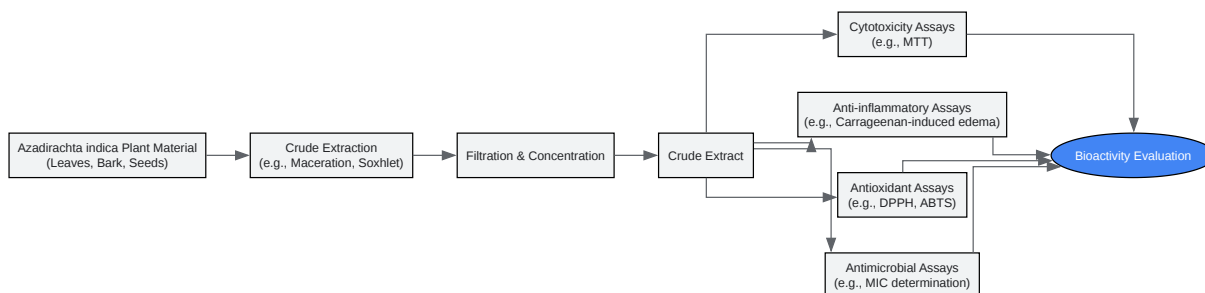 Azadirachta indica Plant Material
(Leaves, Bark, Seeds)
Crude Extraction
(e.g., Maceration, Soxhlet)
Filtration & Concentration
Crude Extract
Cytotoxicity Assays
(e.g., MTT)
Anti-inflammatory Assays
(e.g., Carrageenan-induced edema)
Antioxidant Assays
(e.g., DPPH, ABTS)
Antimicrobial Assays
(e.g., MIC determination)
Bioactivity Evaluation